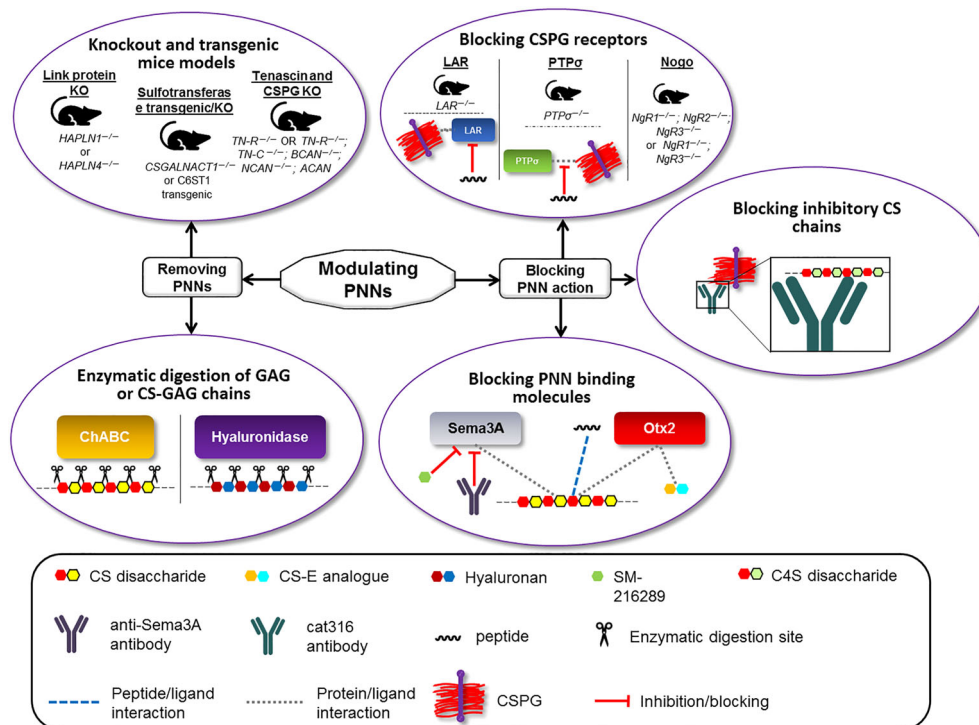 Knockout and transgenic
mice models
Link protein
KO
HAPLN1⁻/⁻
or
HAPLN4⁻/⁻
Sulfotransferas
e transgenic/KO
CSGALNACT1⁻/⁻
or C6ST1
transgenic
Tenascin and
CSPG KO
TN-R⁻/⁻ OR TN-R⁻/⁻;
TN-C⁻/⁻; BCAN⁻/⁻;
NCAN⁻/⁻; ACAN
Blocking CSPG receptors
LAR
LAR⁻/⁻
LAR
PTPσ
PTPσ⁻/⁻
PTPσ
Nogo
NgR1⁻/⁻; NgR2⁻/⁻;
NgR3⁻/⁻
or NgR1⁻/⁻;
NgR3⁻/⁻
Blocking inhibitory CS
chains
Removing
PNNs
Modulating
PNNs
Blocking
PNN action
Enzymatic digestion of GAG
or CS-GAG chains
ChABC
Hyaluronidase
Blocking PNN binding
molecules
Sema3A
Otx2
CS disaccharide
CS-E analogue
Hyaluronan
SM-
216289
C4S disaccharide
anti-Sema3A
antibody
cat316
antibody
peptide
Enzymatic digestion site
Peptide/ligand
interaction
Protein/ligand
interaction
CSPG
Inhibition/blocking